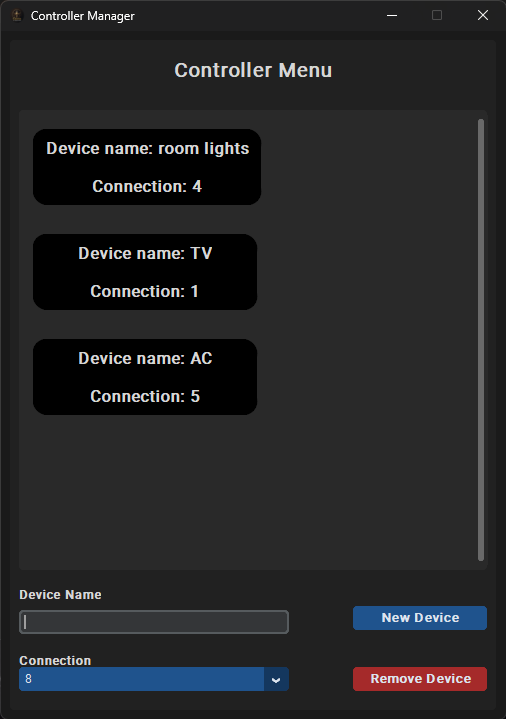 Controller Manager
Controller Menu
Device name: room lights
Connection: 4
Device name: TV
Connection: 1
Device name: AC
Connection: 5
Device Name
New Device
Connection
8
Remove Device